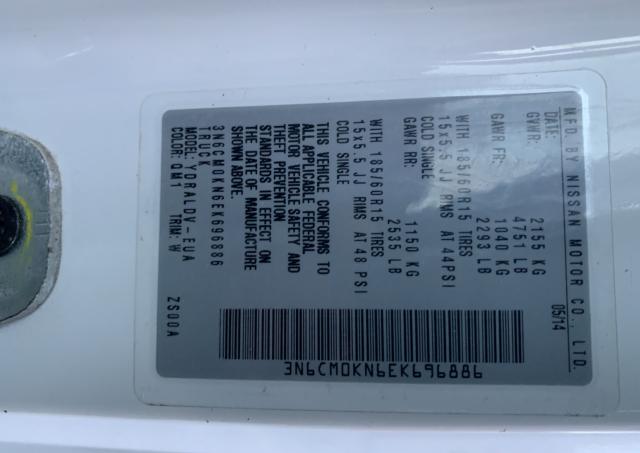 MFD. BY NISSAN MOTOR CO., LTD.
DATE: 05/14
GVWR: 2155 KG
4751 LB
GAWR FR: 1040 KG
2293 LB
WITH 185/60R15 TIRES
15x5.5 JJ RIMS AT 44PSI
COLD SINGLE
GAWR RR: 1150 KG
2535 LB
WITH 185/60R15 TIRES
15x5.5 JJ RIMS AT 48 PSI
COLD SINGLE
THIS VEHICLE CONFORMS TO
ALL APPLICABLE FEDERAL
MOTOR VEHICLE SAFETY AND
THEFT PREVENTION
STANDARDS IN EFFECT ON
THE DATE OF MANUFACTURE
SHOWN ABOVE.
3N6CM0KN6EK696886
TRUCK
MODEL: YDRALDV-EUA
COLOR: QM1 TRIM: W
ZS00A
3N6CM0KN6EK696886